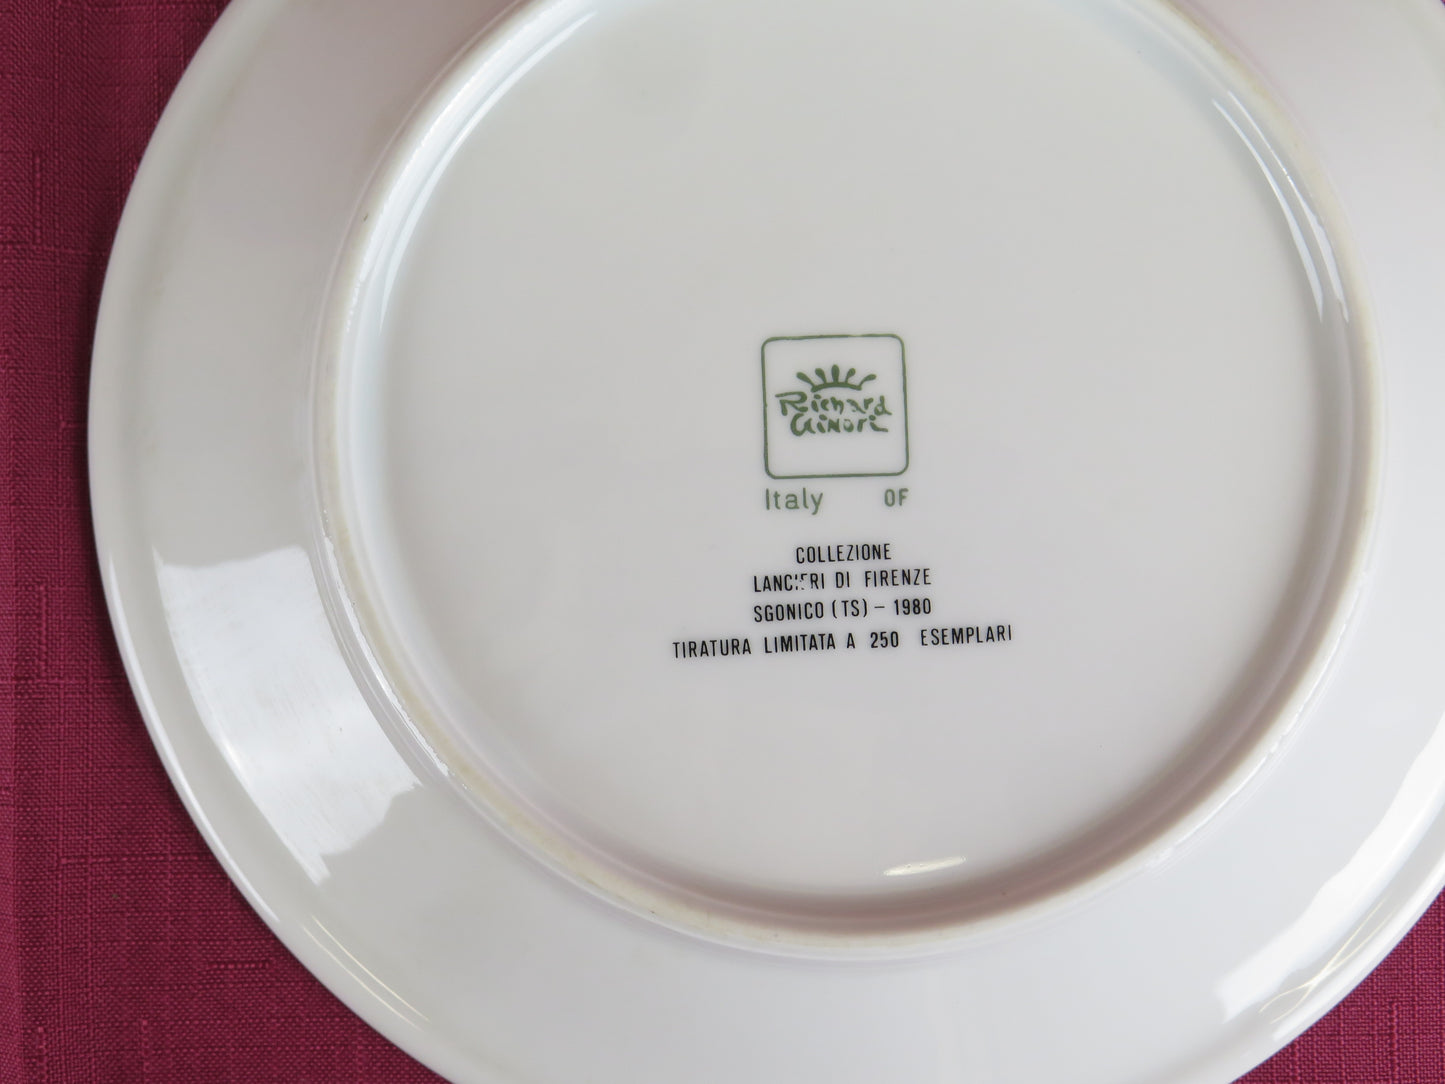 Richard
Ginori
Italy OF
COLLEZIONE
LANCIERI DI FIRENZE
SGONICO (TS) - 1980
TIRATURA LIMITATA A 250 ESEMPLARI